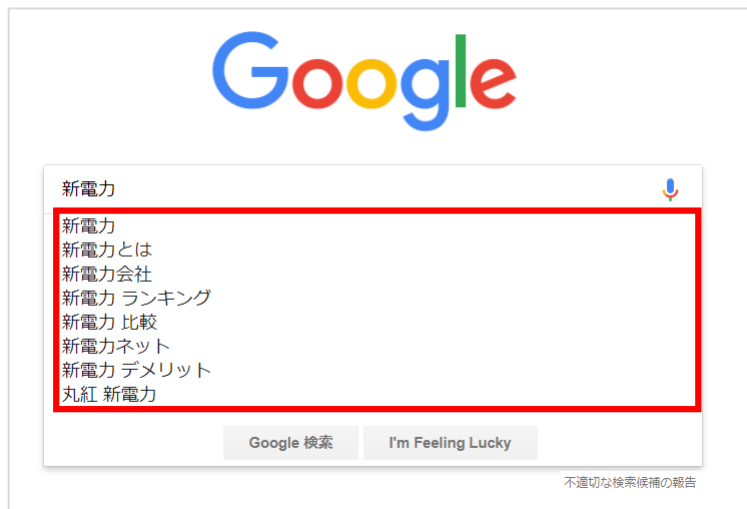 Google
新電力
新電力
新電力とは
新電力会社
新電力 ランキング
新電力 比較
新電力ネット
新電力 デメリット
丸紅 新電力
Google 検索 I'm Feeling Lucky
不適切な検索候補の報告